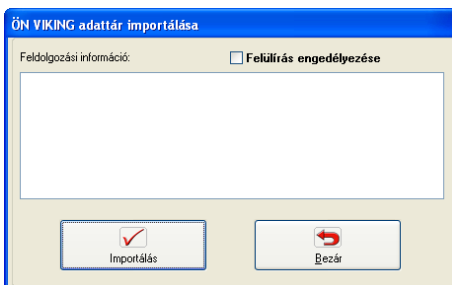 ÖN VIKING adattár importálása
Feldolgozási információ:
Felülírás engedélyezése
Importálás
Bezár